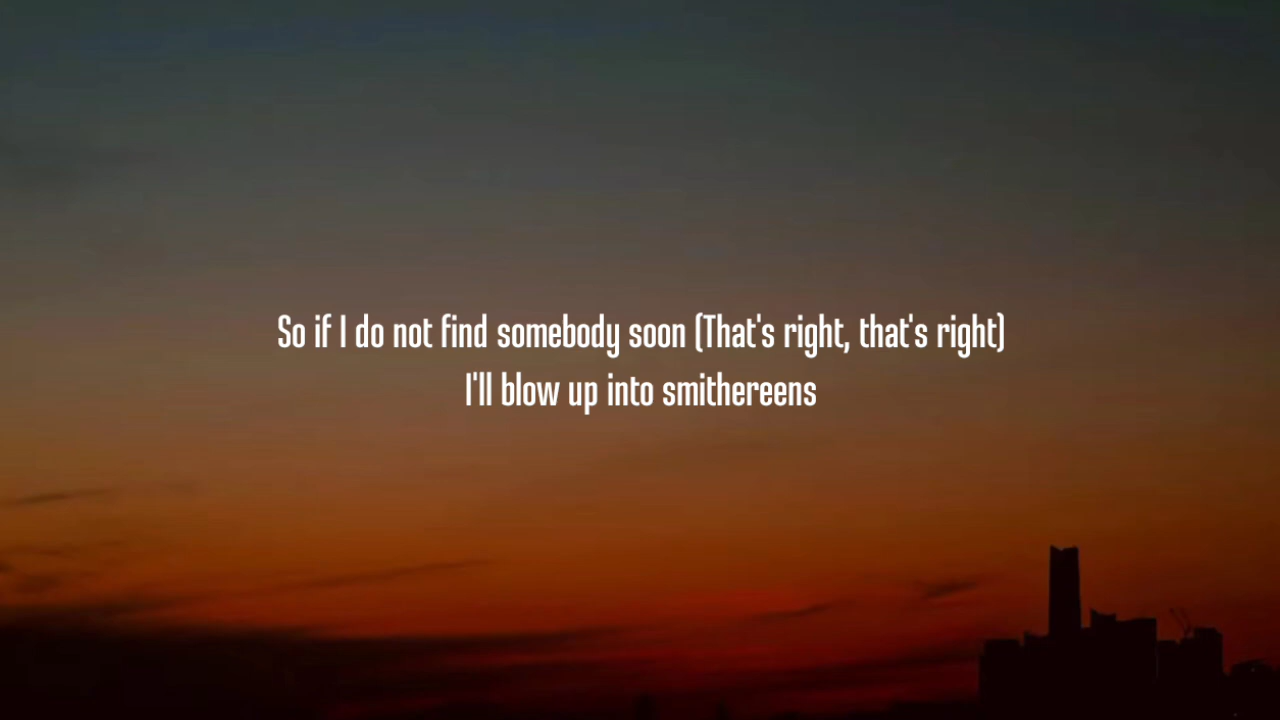 So if I do not find somebody soon (That's right, that's right)
I'll blow up into smithereens